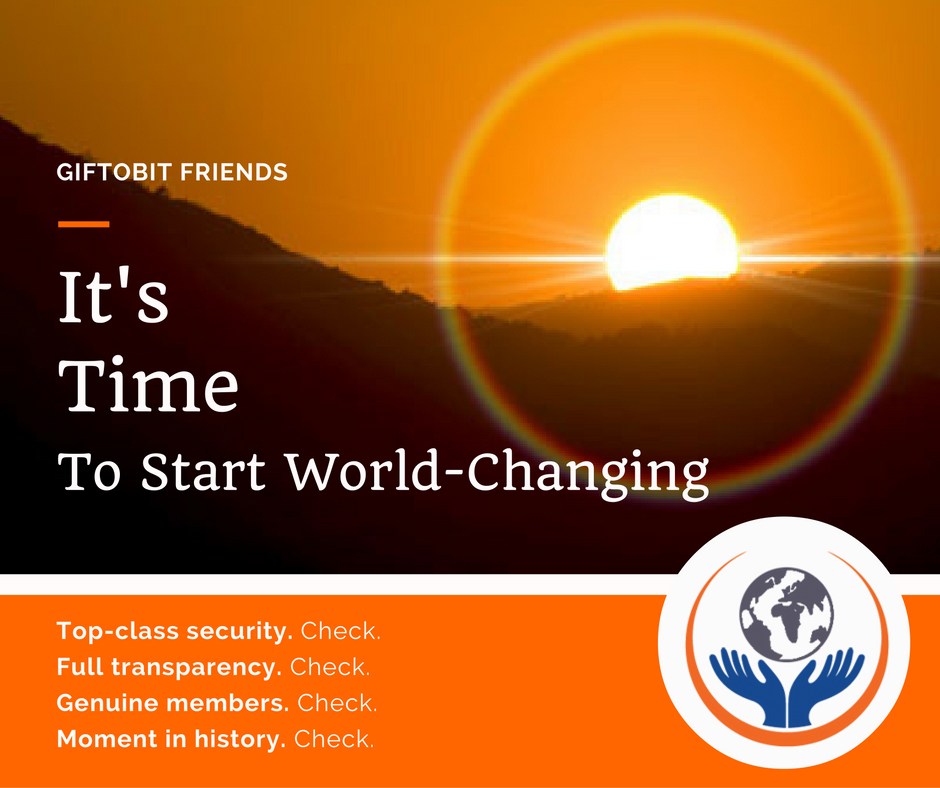 GIFTOBIT FRIENDS
It's
Time
To Start World-Changing
Top-class security. Check.
Full transparency. Check.
Genuine members. Check.
Moment in history. Check.